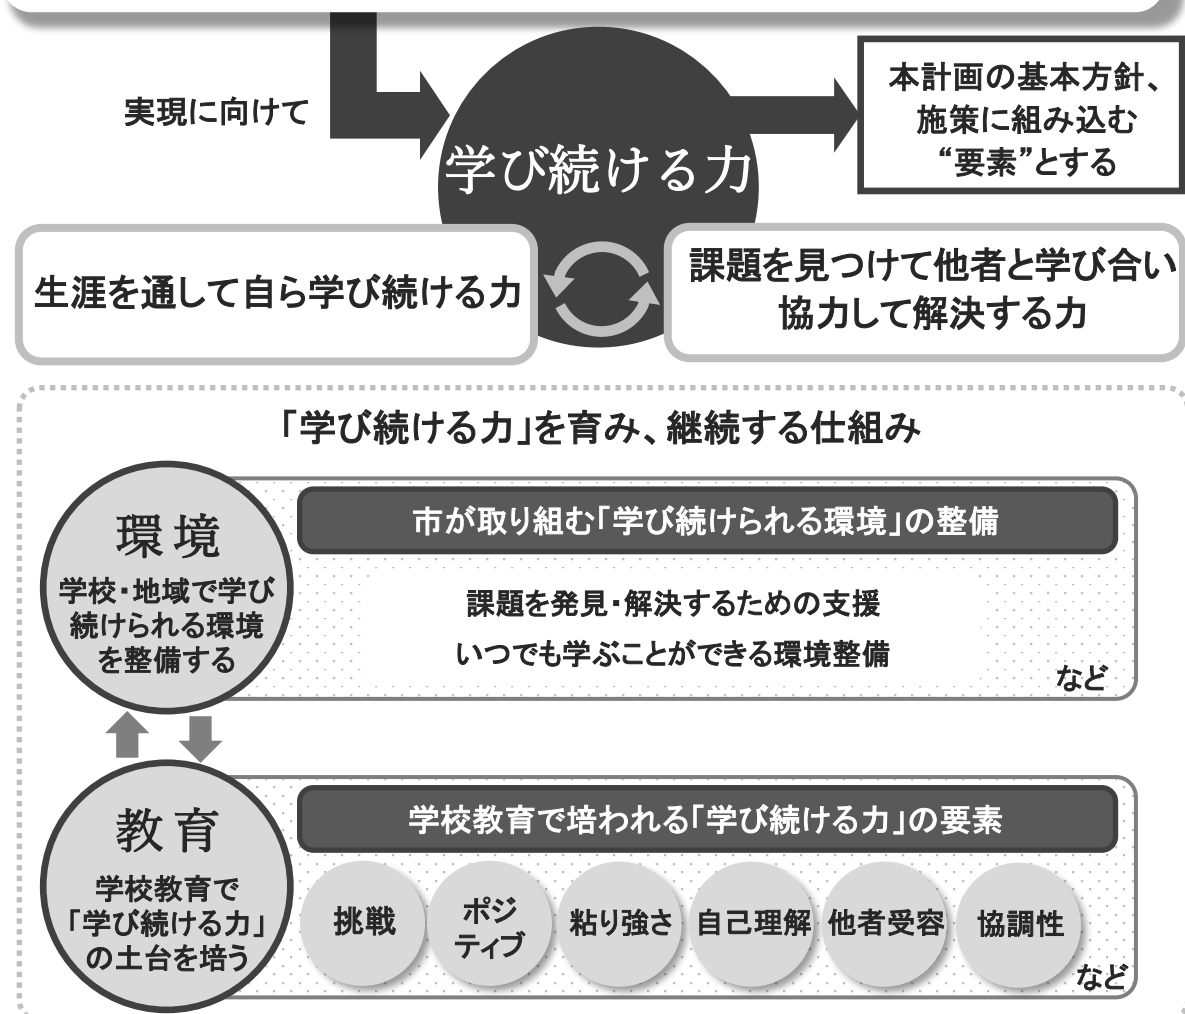 実現に向けて
学び続ける力
本計画の基本方針、
施策に組み込む
“要素”とする
生涯を通して自ら学び続ける力
課題を見つけて他者と学び合い
協力して解決する力
「学び続ける力」を育み、継続する仕組み
環境
学校・地域で学び
続けられる環境
を整備する
市が取り組む「学び続けられる環境」の整備
課題を発見・解決するための支援
いつでも学ぶことができる環境整備
など
教育
学校教育で
「学び続ける力」
の土台を培う
学校教育で培われる「学び続ける力」の要素
挑戦
ポジ
ティブ
粘り強さ
自己理解
他者受容
協調性
など